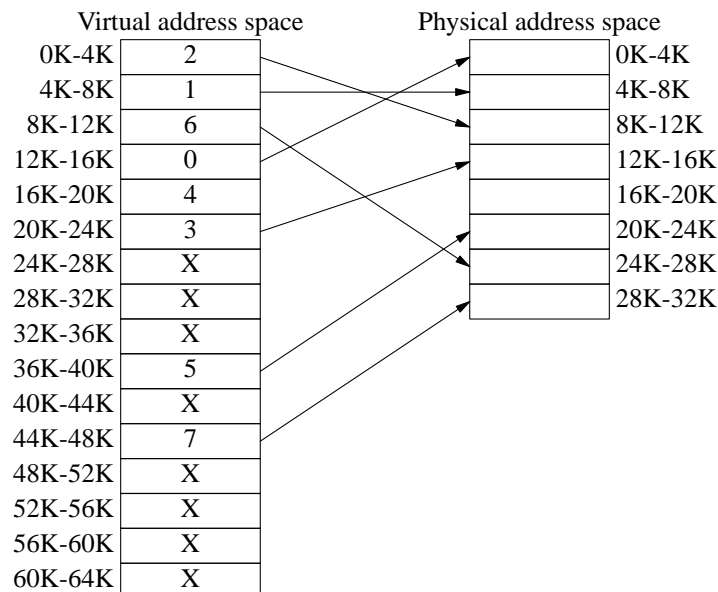 Virtual address space Physical address space
0K-4K 2 0K-4K
4K-8K 1 4K-8K
8K-12K 6 8K-12K
12K-16K 0 12K-16K
16K-20K 4 16K-20K
20K-24K 3 20K-24K
24K-28K X 24K-28K
28K-32K X 28K-32K
32K-36K X
36K-40K 5
40K-44K X
44K-48K 7
48K-52K X
52K-56K X
56K-60K X
60K-64K X